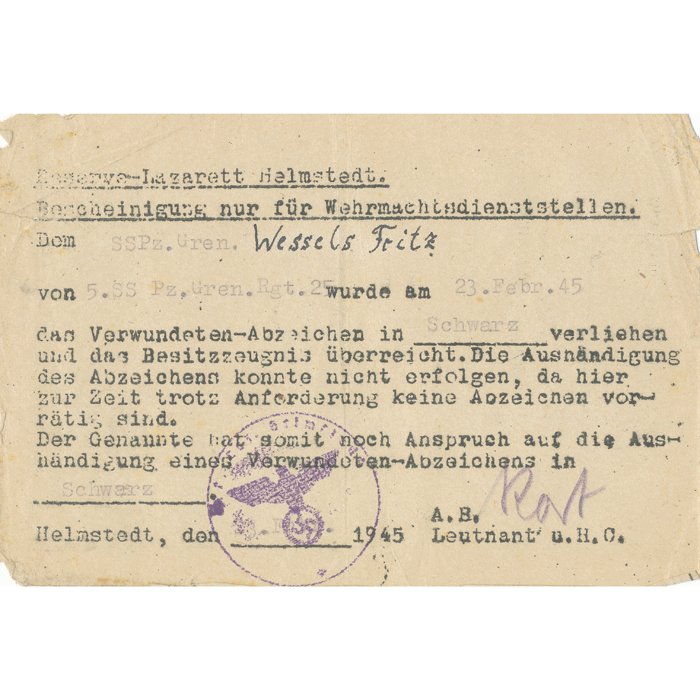 Reserve-Lazarett Helmstedt.
Bescheinigung nur für Wehrmachtsdienststellen.
Dem SSPz.Gren. Wessels Fritz
von 5.SS Pz.Gren.Rgt.25 wurde am 23.Febr.45
das Verwundeten-Abzeichen in Schwarz verliehen
und das Besitzzeugnis überreicht.Die Aushändigung
des Abzeichens konnte nicht erfolgen, da hier
zur Zeit trotz Anforderung keine Abzeichen vor-
rätig sind.
Der Genannte hat somit noch Anspruch auf die Aus-
händigung eines Verwundeten-Abzeichens in
Schwarz
Helmstedt, den 1945
A.B.
Leutnant u.H.O.